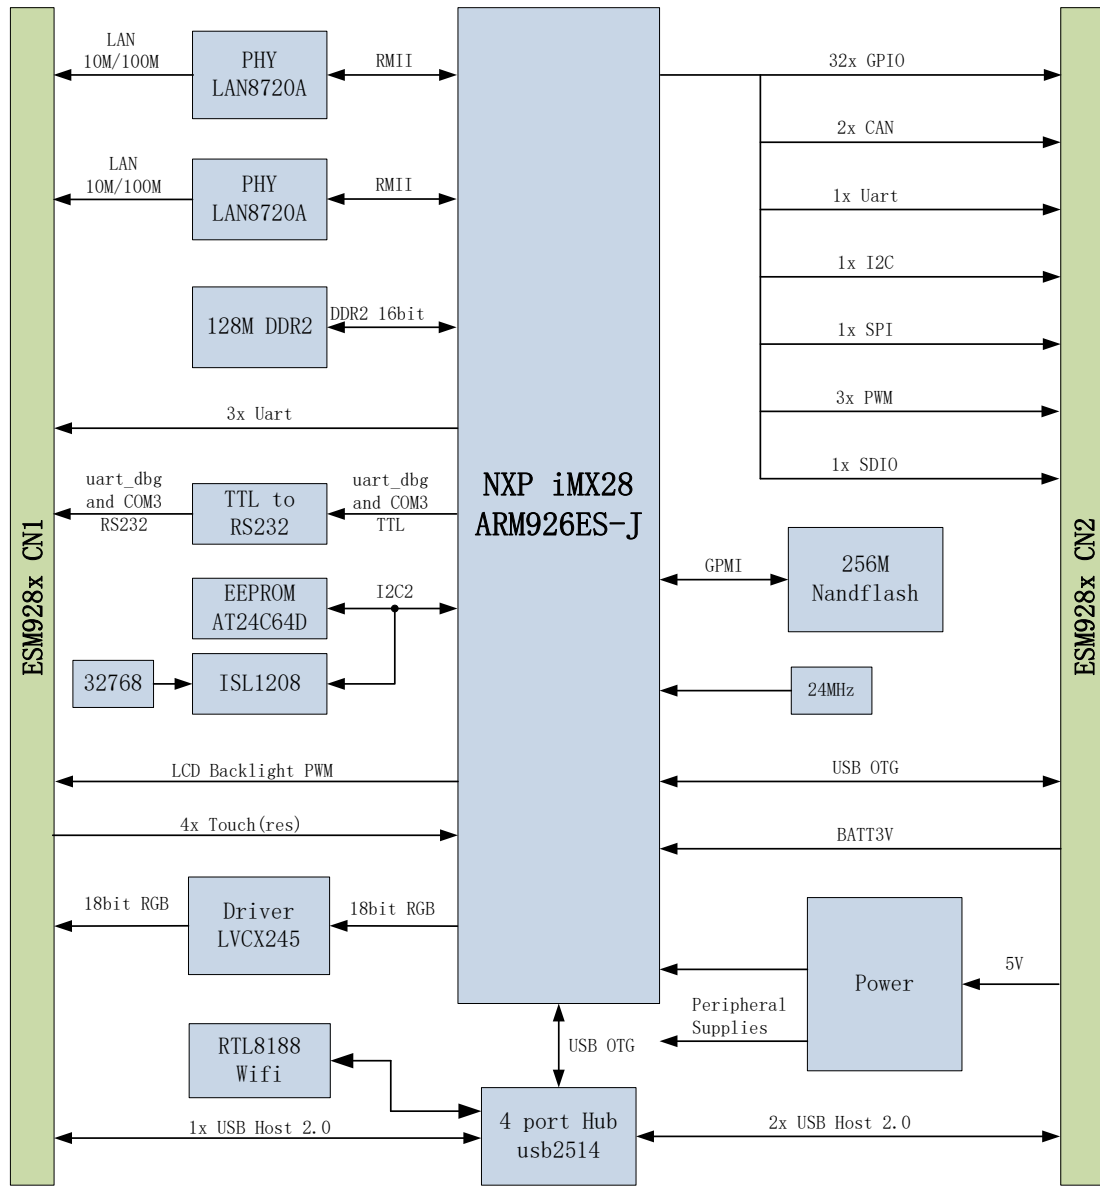 LAN
10M/100M
PHY
LAN8720A
RMII
32x GPIO
2x CAN
LAN
10M/100M
PHY
LAN8720A
RMII
1x Uart
1x I2C
128M DDR2
DDR2 16bit
1x SPI
3x Uart
3x PWM
1x SDIO
uart_dbg
and COM3
RS232
TTL to
RS232
uart_dbg
and COM3
TTL
NXP iMX28
ARM926ES-J
ESM928x CN1
ESM928x CN2
GPMI
256M
Nandflash
EEPROM
AT24C64D
I2C2
32768
ISL1208
24MHz
LCD Backlight PWM
USB OTG
4x Touch(res)
BATT3V
18bit RGB
Driver
LVCX245
18bit RGB
Power
5V
Peripheral
Supplies
RTL8188
Wifi
USB OTG
1x USB Host 2.0
4 port Hub
usb2514
2x USB Host 2.0